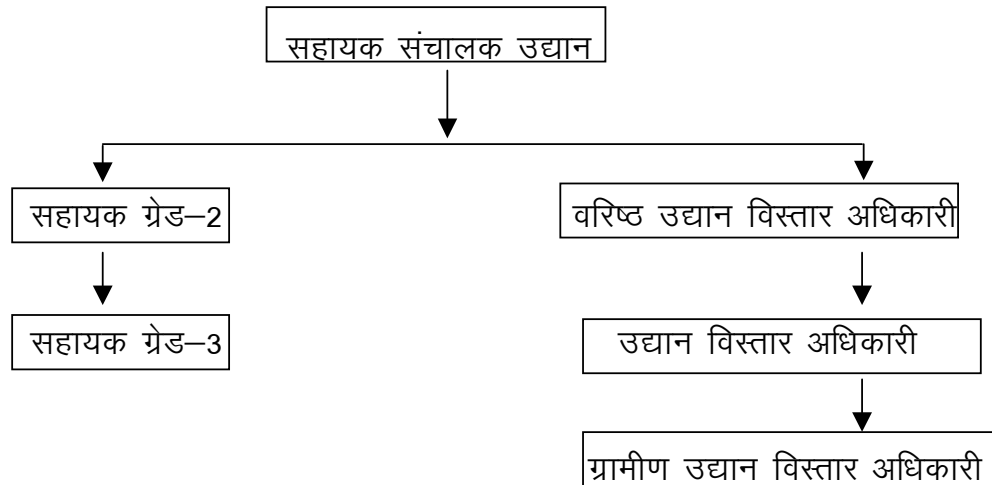 सहायक संचालक उद्यान
सहायक ग्रेड–2
वरिष्ठ उद्यान विस्तार अधिकारी
सहायक ग्रेड–3
उद्यान विस्तार अधिकारी
ग्रामीण उद्यान विस्तार अधिकारी